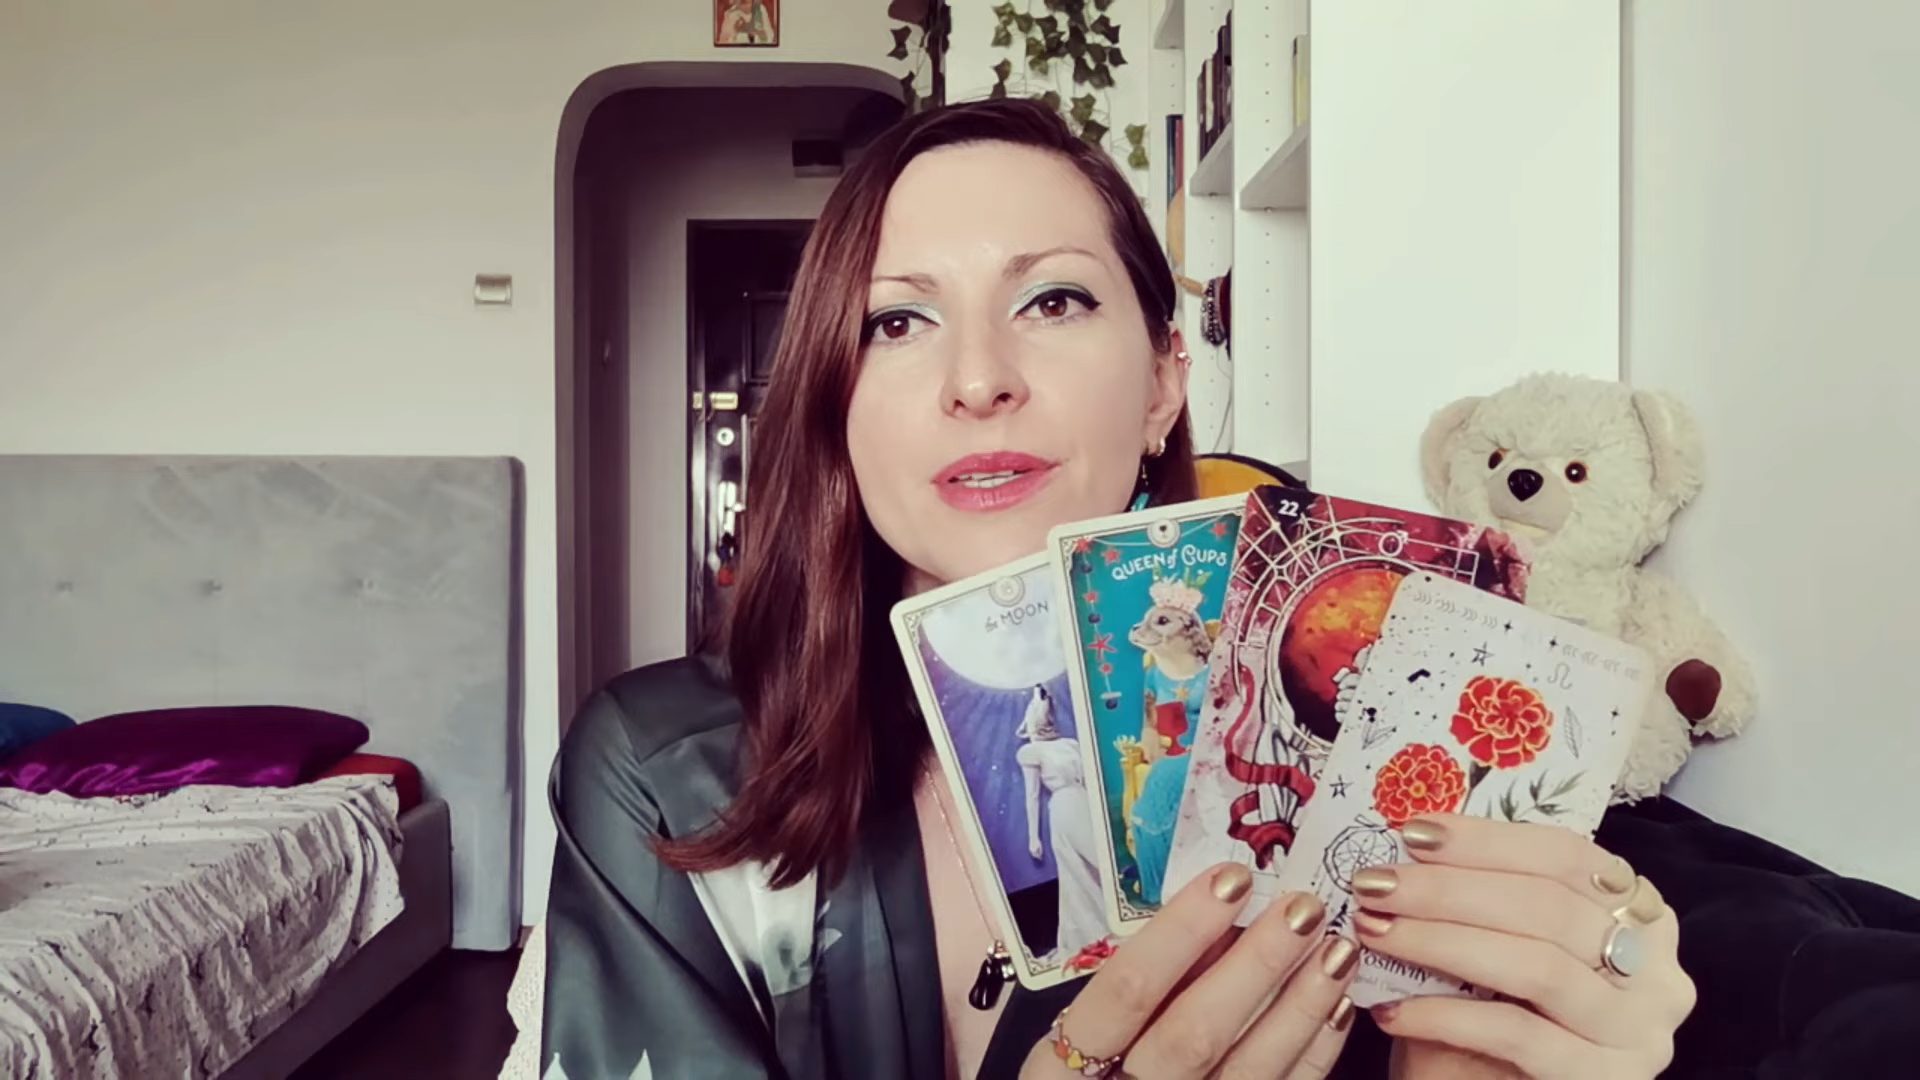 the MOON
QUEEN of CUPS
22
Positivity